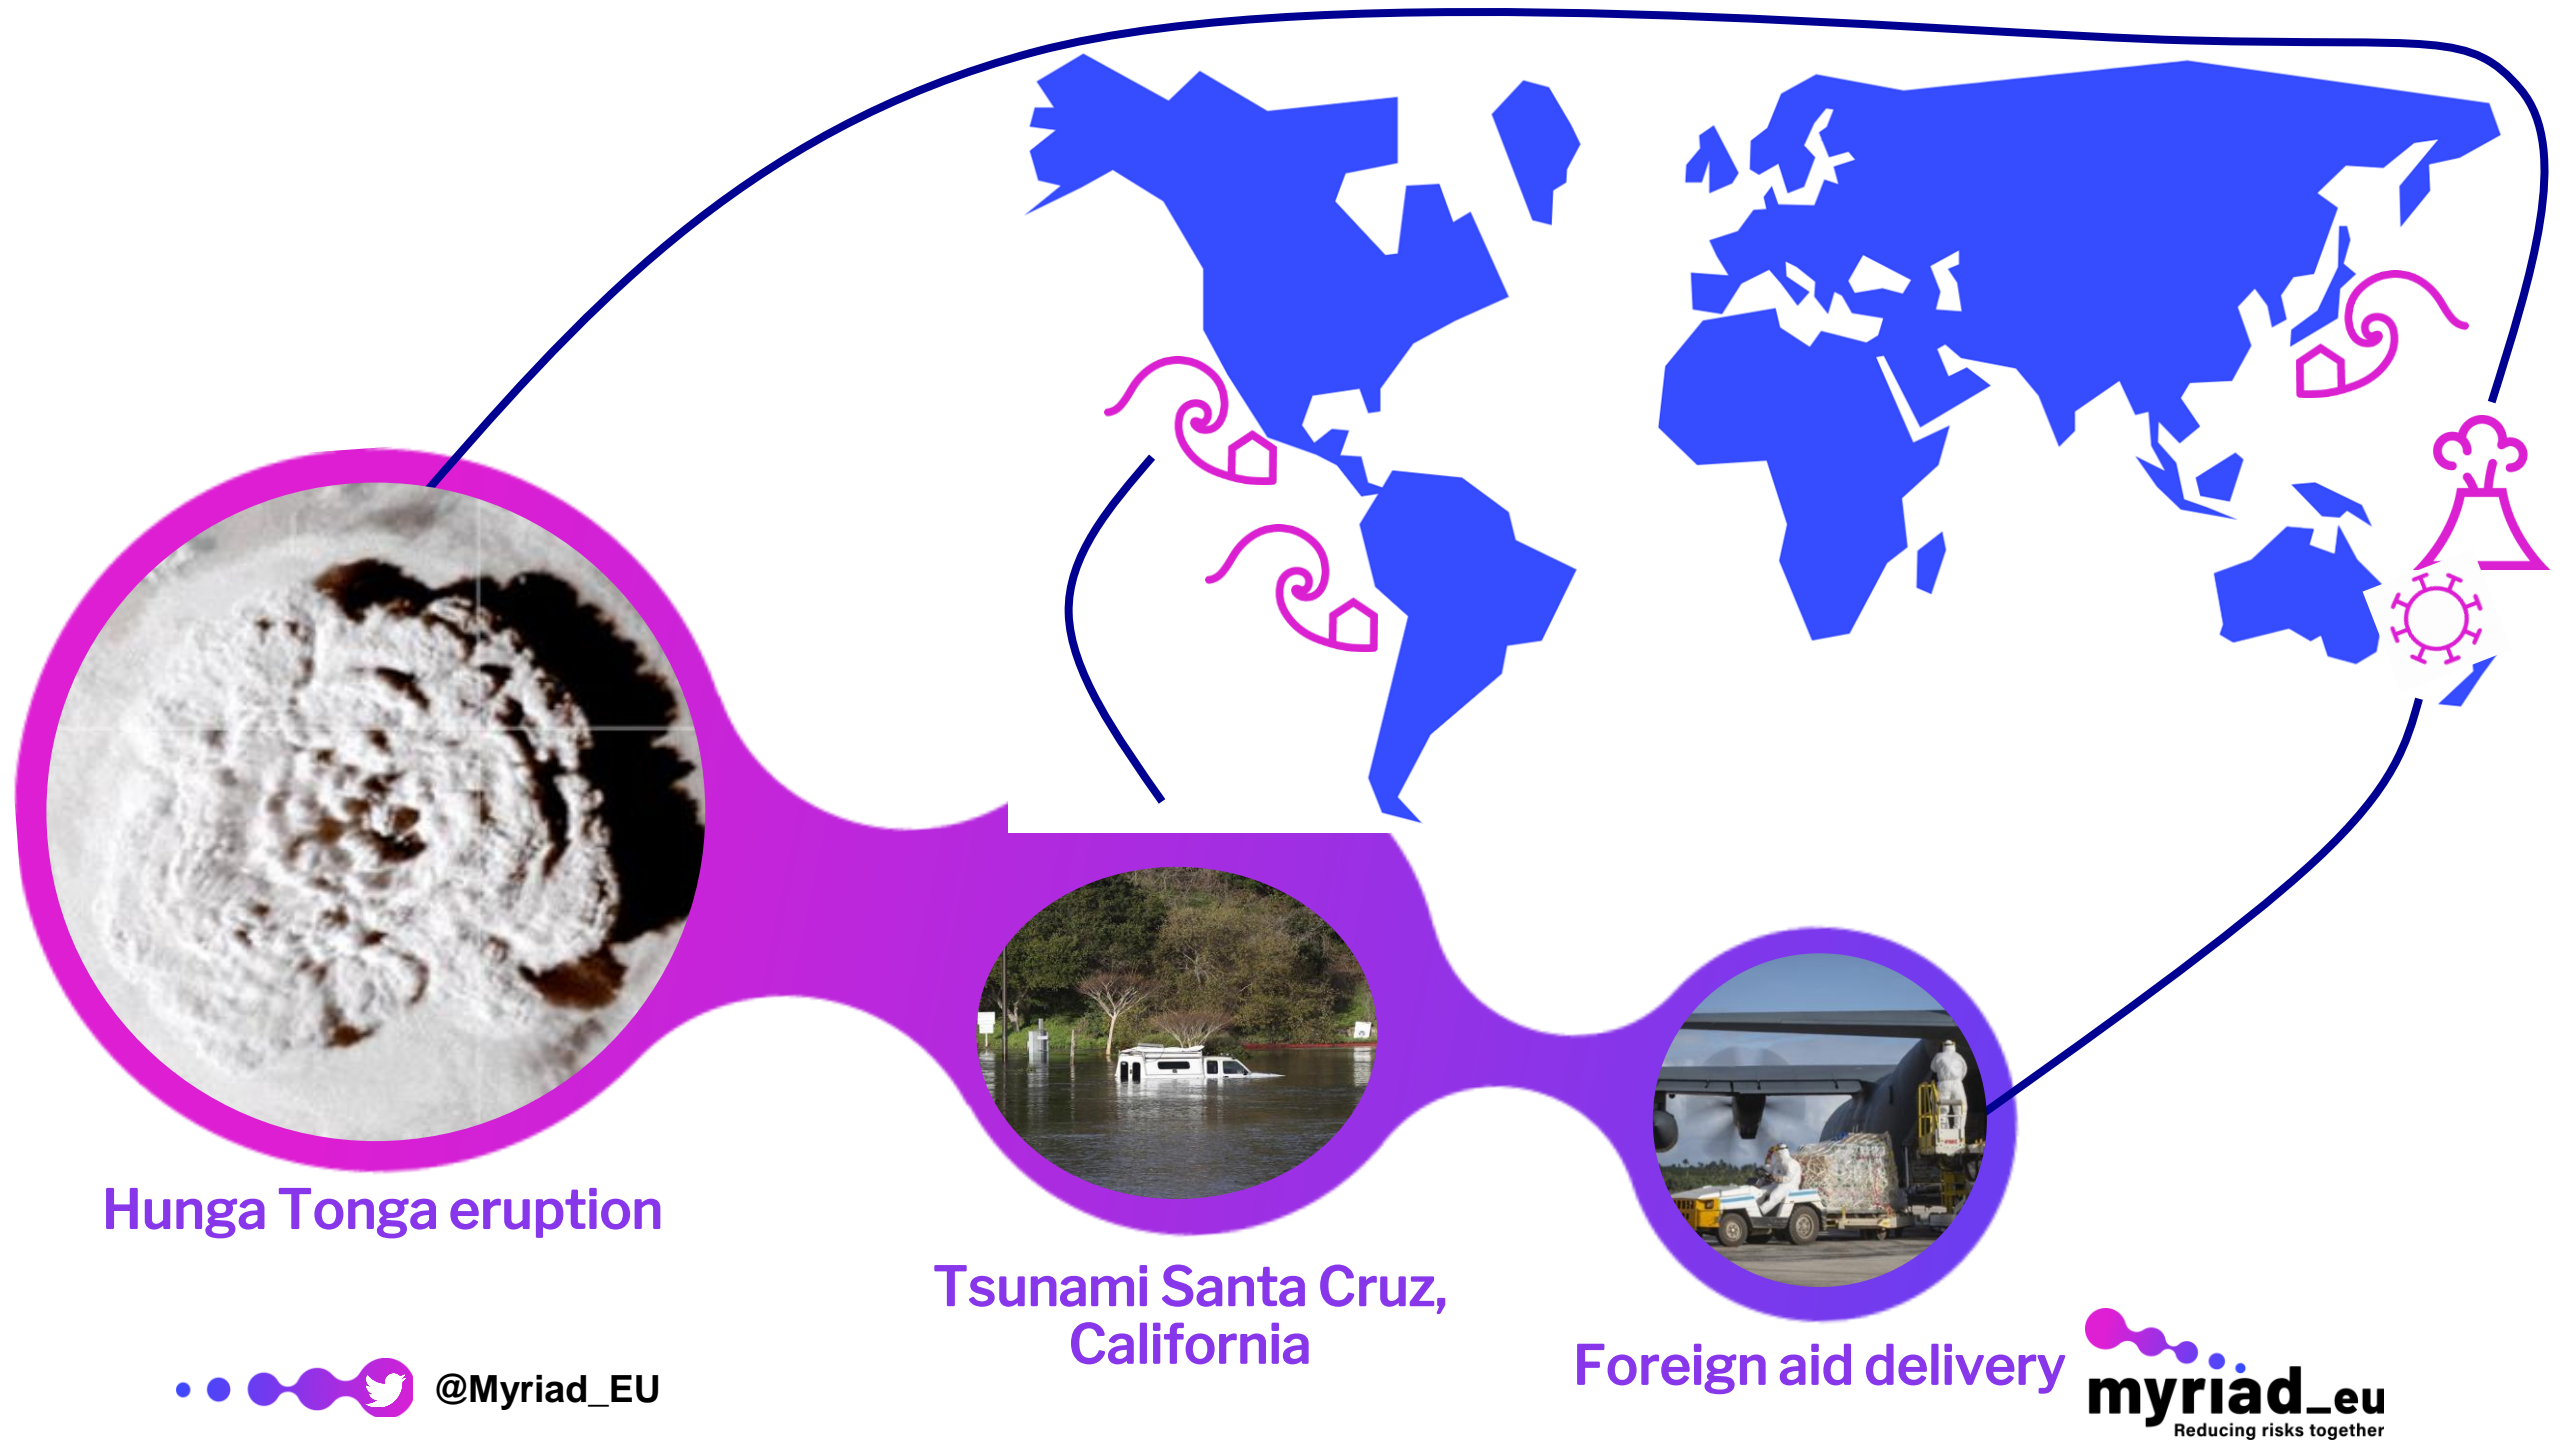 Hunga Tonga eruption
Tsunami Santa Cruz,
California
Foreign aid delivery
@Myriad_EU
myriad_eu
Reducing risks together